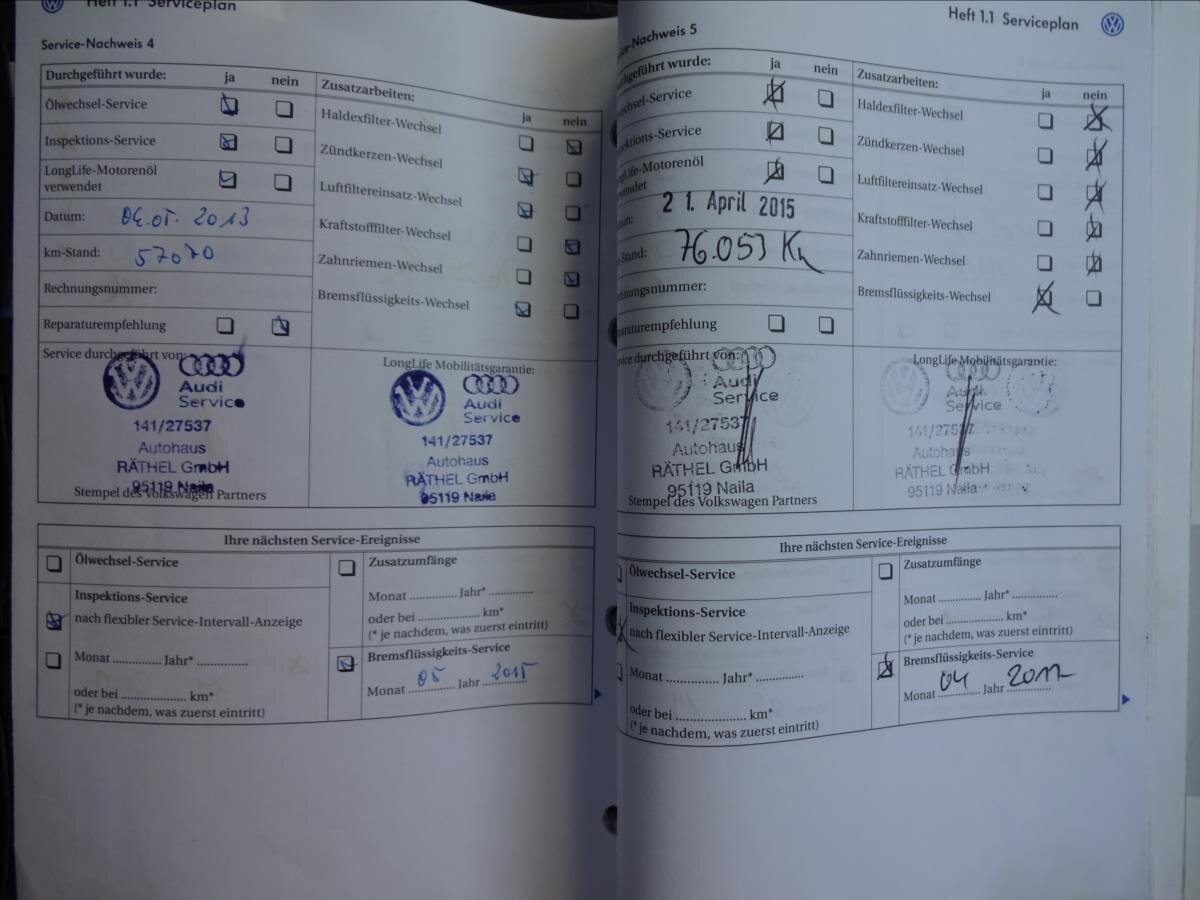 Heft 1.1 Serviceplan
Service-Nachweis 4
Durchgeführt wurde: ja nein
Ölwechsel-Service
Inspektions-Service
LongLife-Motorenöl
verwendet
Datum: 2013
km-Stand: 57070
Rechnungsnummer:
Reparaturempfehlung
Zusatzarbeiten:
ja nein
Haldexfilter-Wechsel
Zündkerzen-Wechsel
Luftfiltereinsatz-Wechsel
Kraftstofffilter-Wechsel
Zahnriemen-Wechsel
Bremsflüssigkeits-Wechsel
Service durchgeführt von:
Audi
Service
141/27537
Autohaus
RÄTHEL GmbH
95119 Naila
Stempel des Volkswagen Partners
LongLife Mobilitätsgarantie:
Audi
Service
141/27537
Autohaus
RÄTHEL GmbH
95119 Naila
Ihre nächsten Service-Ereignisse
Ölwechsel-Service
Inspektions-Service
nach flexibler Service-Intervall-Anzeige
Monat .............. Jahr* ...............
oder bei ................... km*
(* je nachdem, was zuerst eintritt)
Zusatzumfänge
Monat ............. Jahr* .............
oder bei ................... km*
(* je nachdem, was zuerst eintritt)
Bremsflüssigkeits-Service
Monat 05 Jahr 2015
Heft 1.1 Serviceplan
-Nachweis 5
chgeführt wurde: ja nein
wechsel-Service
ektions-Service
ngLife-Motorenöl
wendet
21. April 2015
Stand: 76.053 Km
chnungsnummer:
paraturempfehlung
Zusatzarbeiten:
ja nein
Haldexfilter-Wechsel
Zündkerzen-Wechsel
Luftfiltereinsatz-Wechsel
Kraftstofffilter-Wechsel
Zahnriemen-Wechsel
Bremsflüssigkeits-Wechsel
vice durchgeführt von:
Audi
Service
141/27537
Autohaus
RÄTHEL GmbH
95119 Naila
Stempel des Volkswagen Partners
LongLife Mobilitätsgarantie:
Audi
Service
141/27537
Autohaus
RÄTHEL GmbH
95119 Naila
Ihre nächsten Service-Ereignisse
Ölwechsel-Service
Inspektions-Service
nach flexibler Service-Intervall-Anzeige
Monat .............. Jahr* ...............
oder bei .................... km*
(* je nachdem, was zuerst eintritt)
Zusatzumfänge
Monat ............. Jahr* .............
oder bei ................... km*
(* je nachdem, was zuerst eintritt)
Bremsflüssigkeits-Service
Monat 04 Jahr